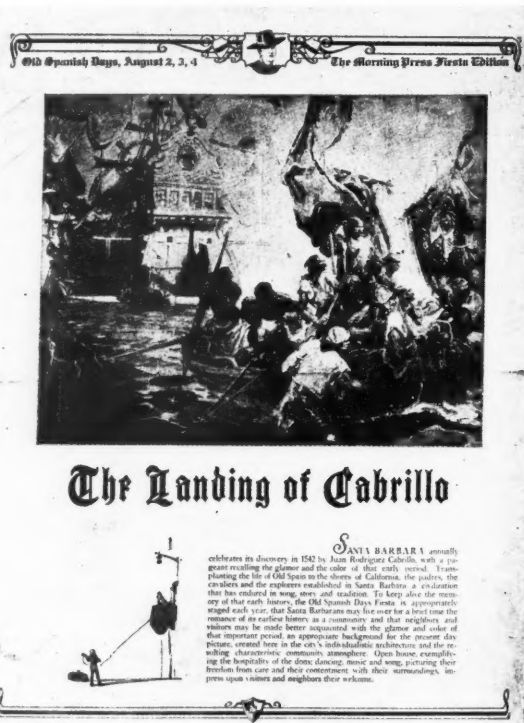 Old Spanish Days, August 2, 3, 4
The Morning Press Fiesta Edition
The Landing of Cabrillo
SANTA BARBARA annually
celebrates its discovery in 1542 by Juan Rodriguez Cabrillo, with a pa-
geant recalling the glamor and the color of that early period. Trans-
planting the life of Old Spain to the shores of California, the padres, the
cavaliers and the explorers established in Santa Barbara a civilization
that has endured in song, story and tradition. To keep alive the mem-
ory of that early history, the Old Spanish Days Fiesta is appropriately
staged each year, that Santa Barbarans may live over for a brief time the
romance of its earliest history as a community and that neighbors and
visitors may be made better acquainted with the glamor and color of
that important period, an appropriate background for the present day
picture, created here in the city's individualistic architecture and the re-
sulting characteristic community atmosphere. Open house, exemplify-
ing the hospitality of the dons; dancing, music and song, picturing their
freedom from care and their contentment with their surroundings, im-
press upon visitors and neighbors their welcome.